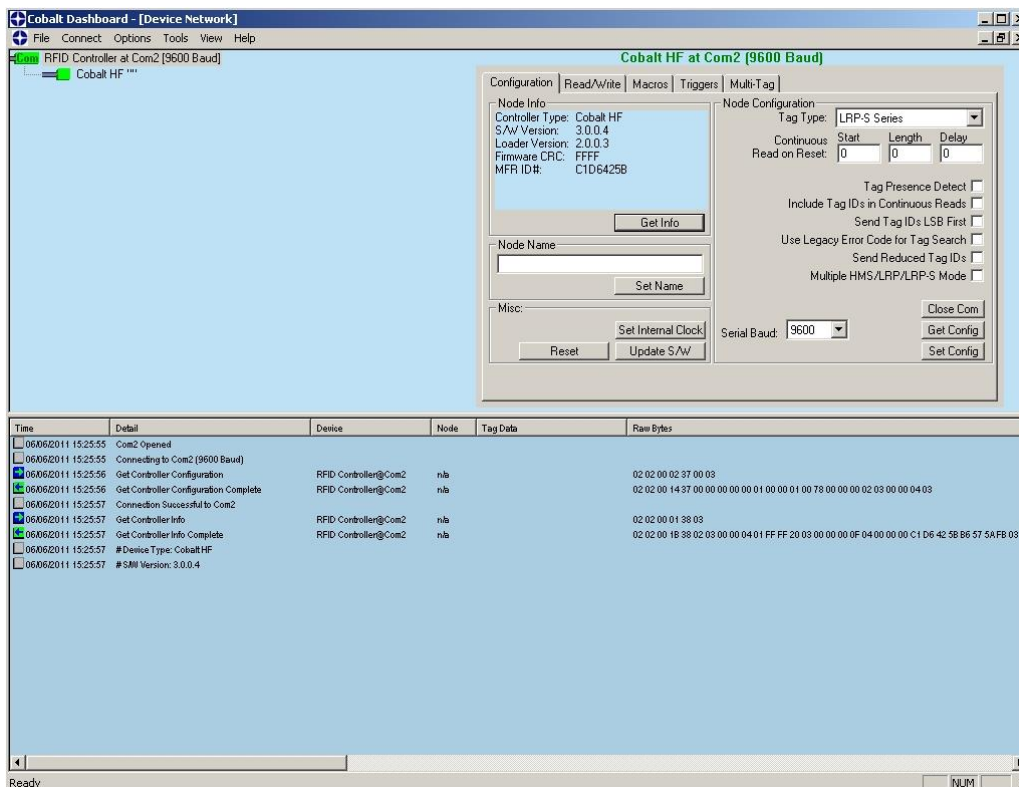 Cobalt Dashboard - [Device Network]
File Connect Options Tools View Help
Com RFID Controller at Com2 [9600 Baud]
Cobalt HF ""
Cobalt HF at Com2 (9600 Baud)
Configuration Read/Write Macros Triggers Multi-Tag
Node Info
Controller Type: Cobalt HF
S/W Version: 3.0.0.4
Loader Version: 2.0.0.3
Firmware CRC: FFFF
MFR ID#: C1D6425B
Get Info
Node Name
Set Name
Misc:
Set Internal Clock
Reset Update S/W
Node Configuration
Tag Type: LRP-S Series
Continuous Read on Reset: Start Length Delay
0 0 0
Tag Presence Detect
Include Tag IDs in Continuous Reads
Send Tag IDs LSB First
Use Legacy Error Code for Tag Search
Send Reduced Tag IDs
Multiple HMS/LRP/LRP-S Mode
Close Com
Serial Baud: 9600 Get Config
Set Config
Time Detail Device Node Tag Data Raw Bytes
06/06/2011 15:25:55 Com2 Opened
06/06/2011 15:25:55 Connecting to Com2 (9600 Baud)
06/06/2011 15:25:56 Get Controller Configuration RFID Controller@Com2 n/a 02 02 00 02 37 00 03
06/06/2011 15:25:56 Get Controller Configuration Complete RFID Controller@Com2 n/a 02 02 00 14 37 00 00 00 00 00 01 00 00 01 00 78 00 00 00 02 03 00 00 04 03
06/06/2011 15:25:57 Connection Successful to Com2
06/06/2011 15:25:57 Get Controller Info RFID Controller@Com2 n/a 02 02 00 01 38 03
06/06/2011 15:25:57 Get Controller Info Complete RFID Controller@Com2 n/a 02 02 00 1B 38 02 03 00 00 04 01 FF FF 20 03 00 00 00 0F 04 00 00 00 C1 D6 42 5B B6 57 5A FB 03
06/06/2011 15:25:57 #Device Type: Cobalt HF
06/06/2011 15:25:57 #S/W Version: 3.0.0.4
Ready NUM